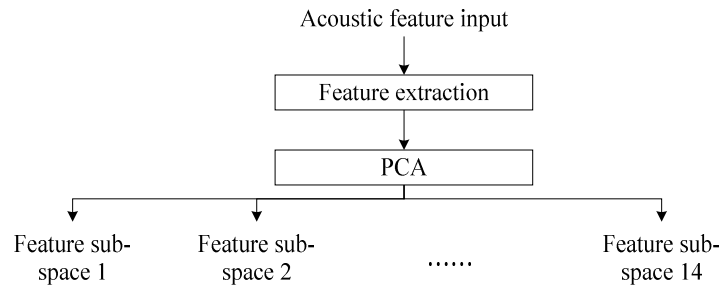 Acoustic feature input
Feature extraction
PCA
Feature sub-
space 1
Feature sub-
space 2
......
Feature sub-
space 14